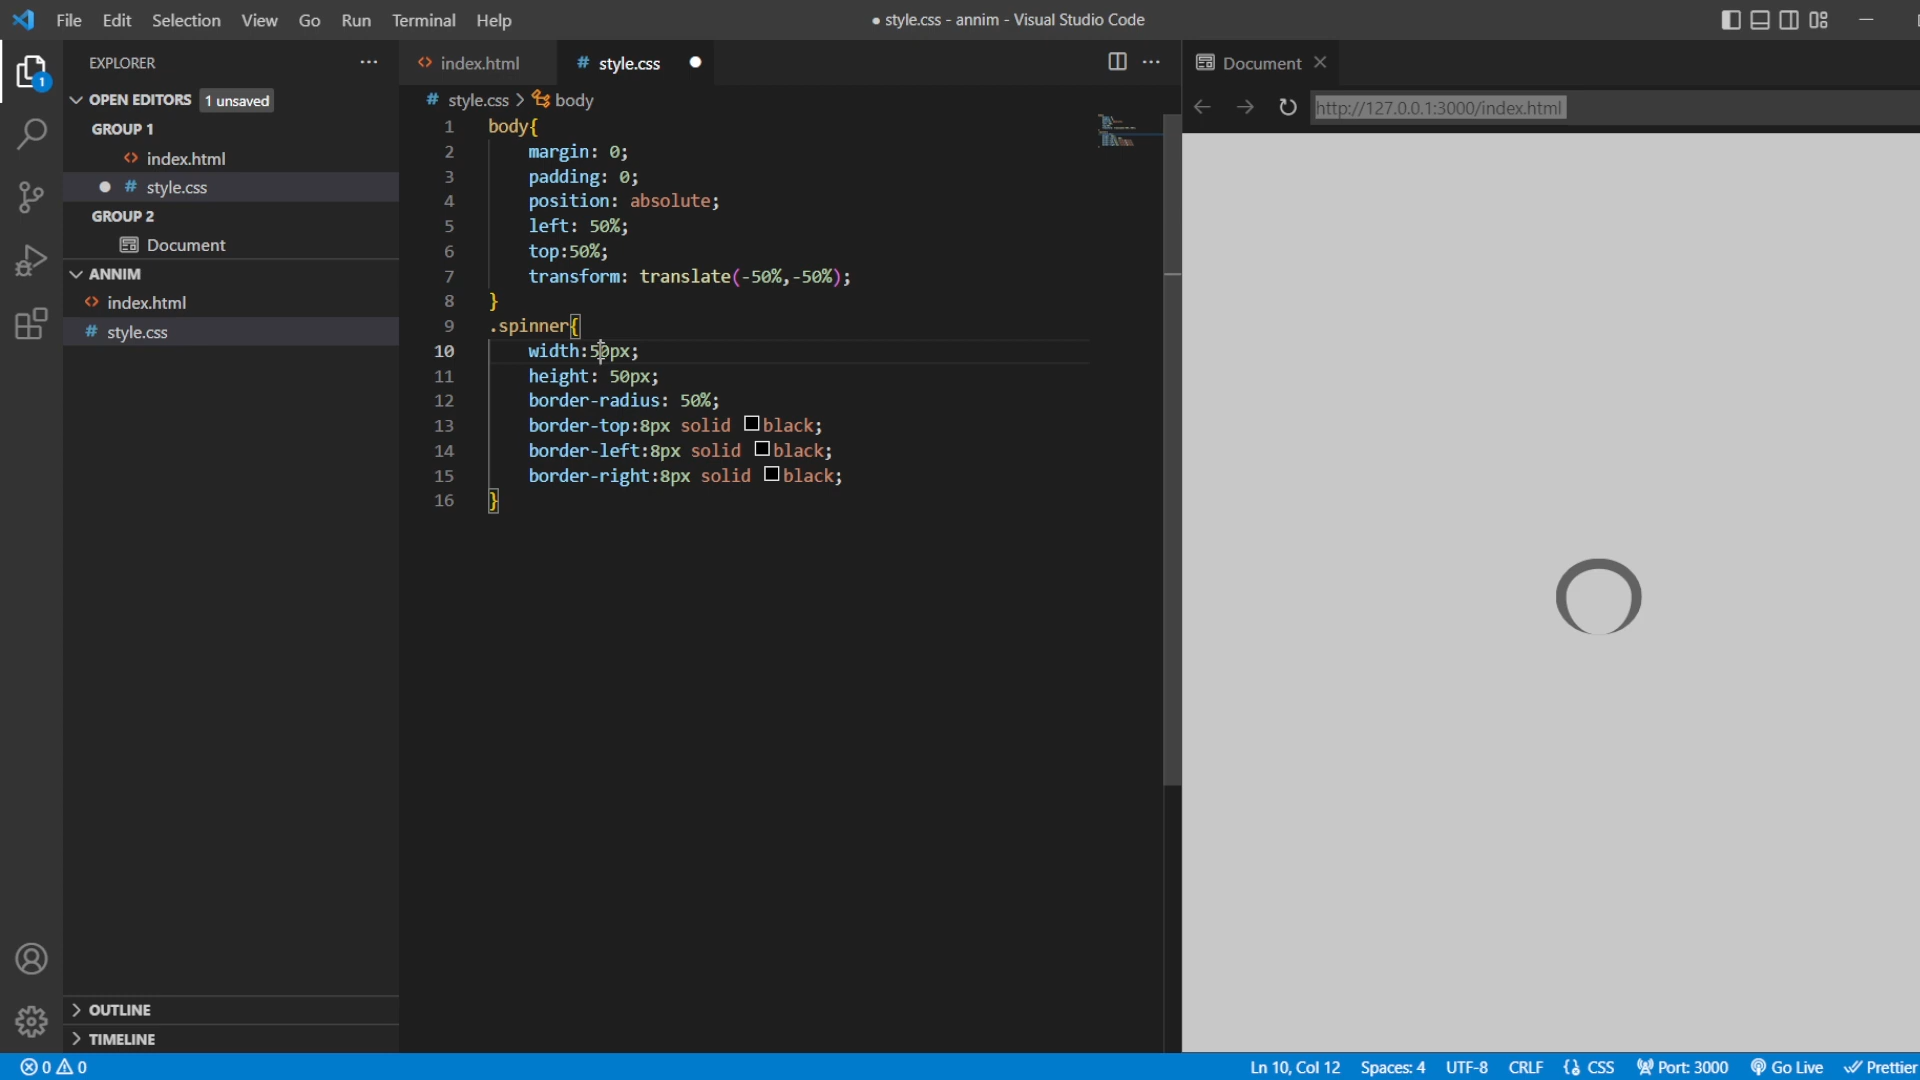 File Edit Selection View Go Run Terminal Help
● style.css - annim - Visual Studio Code
EXPLORER
1
OPEN EDITORS 1 unsaved
GROUP 1
index.html
style.css
GROUP 2
Document
ANNIM
index.html
style.css
OUTLINE
TIMELINE
index.html
# style.css
# style.css > body
1 body{
2 margin: 0;
3 padding: 0;
4 position: absolute;
5 left: 50%;
6 top:50%;
7 transform: translate(-50%,-50%);
8 }
9 .spinner{
10 width:50px;
11 height: 50px;
12 border-radius: 50%;
13 border-top:8px solid black;
14 border-left:8px solid black;
15 border-right:8px solid black;
16 }
Document
http://127.0.0.1:3000/index.html
0 0 Ln 10, Col 12 Spaces: 4 UTF-8 CRLF CSS Port: 3000 Go Live Prettier